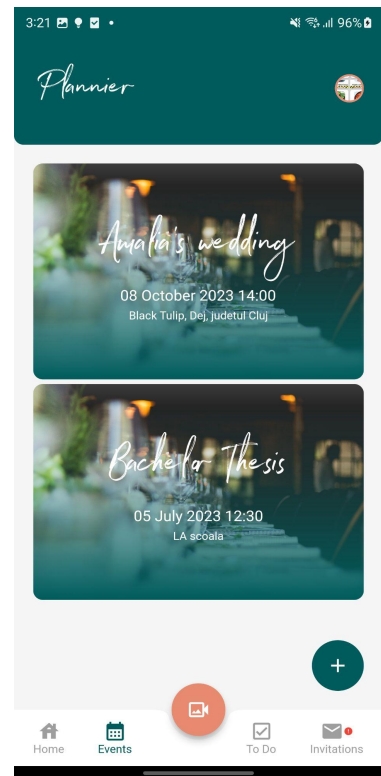 3:21 96%
Plannier
Amalia's wedding
08 October 2023 14:00
Black Tulip, Dej, judetul Cluj
Bachelor Thesis
05 July 2023 12:30
LA scoala
+
Home Events To Do Invitations